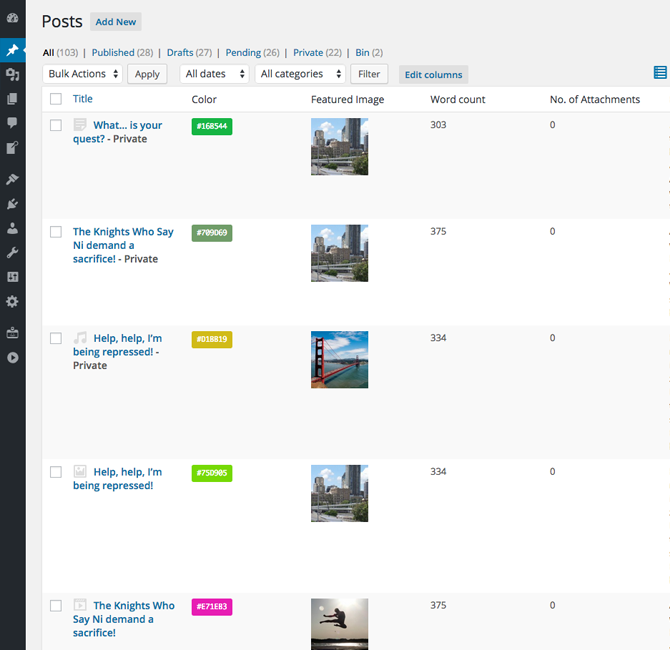 Posts Add New
All (103) | Published (28) | Drafts (27) | Pending (26) | Private (22) | Bin (2)
Bulk Actions Apply All dates All categories Filter Edit columns
Title Color Featured Image Word count No. of Attachments
What... is your #168544 303 0
quest? - Private
The Knights Who Say #709D69 375 0
Ni demand a
sacrifice! - Private
Help, help, I'm #D1B819 334 0
being repressed! -
Private
Help, help, I'm #75D905 334 0
being repressed!
The Knights Who #E71EB3 375 0
Say Ni demand a
sacrifice!